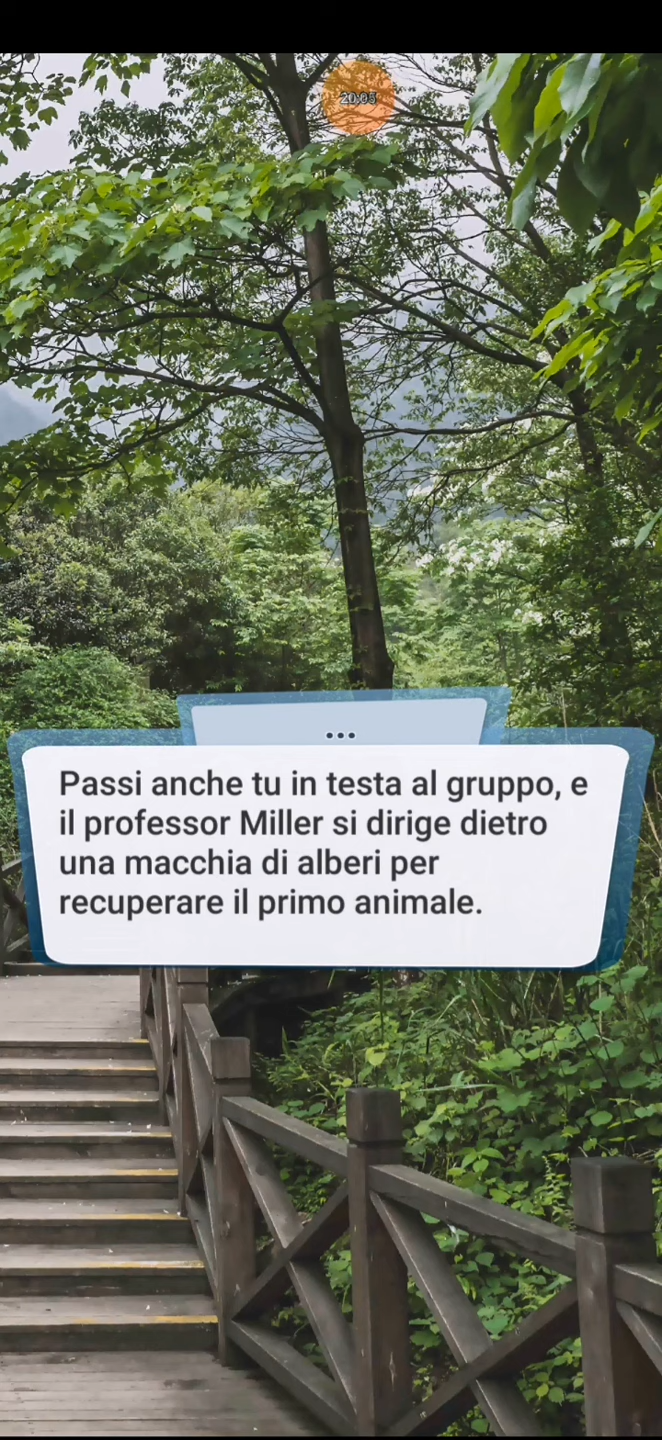 20:05
...
Passi anche tu in testa al gruppo, e
il professor Miller si dirige dietro
una macchia di alberi per
recuperare il primo animale.